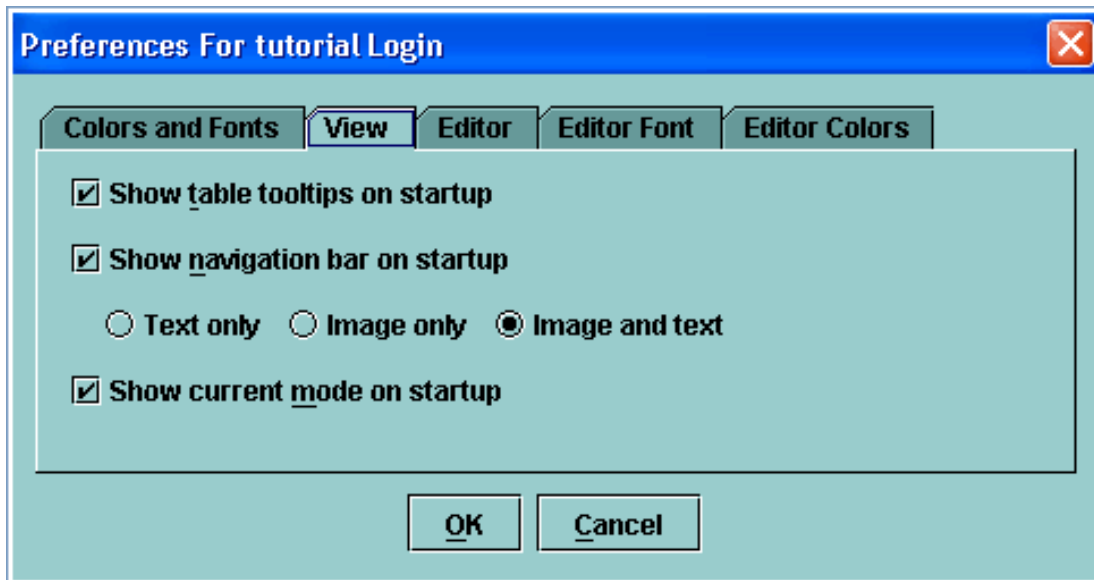 Preferences For tutorial Login
Colors and Fonts View Editor Editor Font Editor Colors
Show table tooltips on startup
Show navigation bar on startup
Text only Image only Image and text
Show current mode on startup
OK Cancel